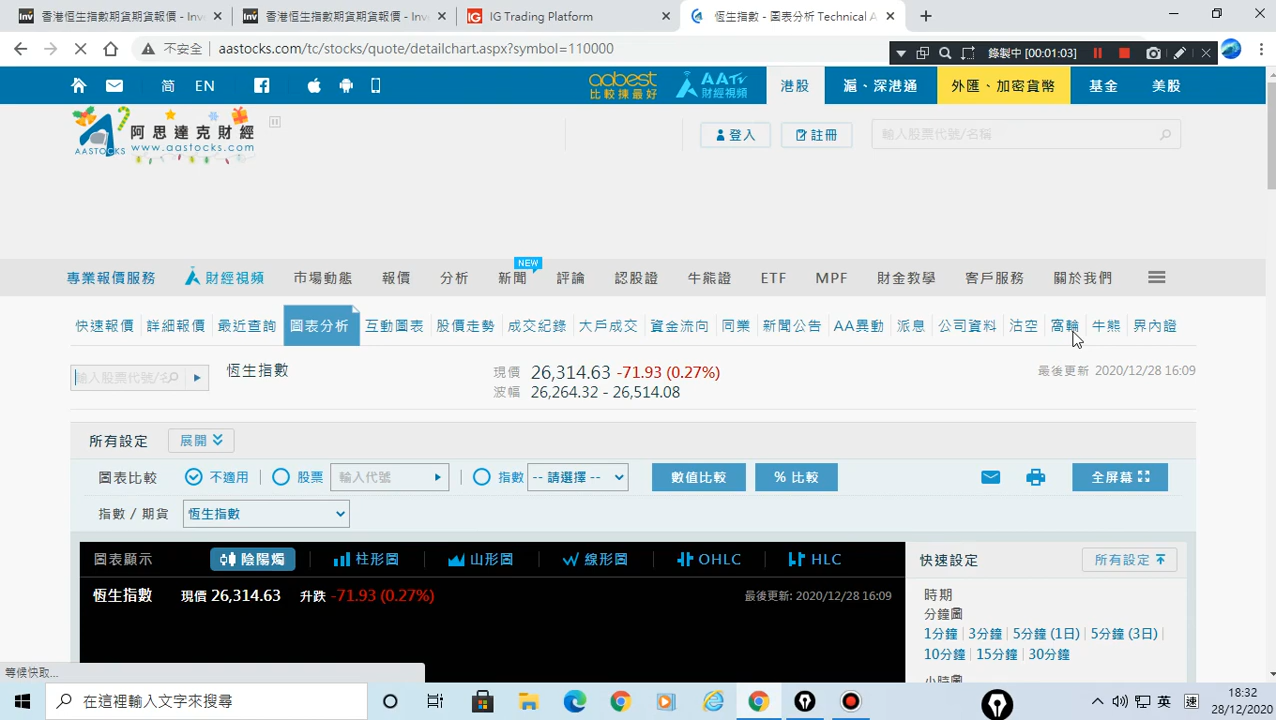 香港恒生指數期貨期貨報價 - Inv
香港恒生指數期貨期貨報價 - Inv
IG Trading Platform
恆生指數 - 圖表分析 Technical A
不安全
aastocks.com/tc/stocks/quote/detailchart.aspx?symbol=110000
錄製中 [00:01:03]
简 EN
aabest 比較揀最好
AATV 財經視頻
港股 滬、深港通 外匯、加密貨幣 基金 美股
阿思達克財經
www.aastocks.com
AASTOCKS
登入 註冊 輸入股票代號/名稱
NEW
專業報價服務 財經視頻 市場動態 報價 分析 新聞 評論 認股證 牛熊證 ETF MPF 財金教學 客戶服務 關於我們
快速報價 詳細報價 最近查詢 圖表分析 互動圖表 股價走勢 成交紀錄 大戶成交 資金流向 同業 新聞公告 AA異動 派息 公司資料 沽空 窩輪 牛熊 界內證
輸入股票代號/名 恆生指數 現價 26,314.63 -71.93 (0.27%) 最後更新 2020/12/28 16:09
波幅 26,264.32 - 26,514.08
所有設定 展開
圖表比較 不適用 股票 輸入代號 指數 -- 請選擇 -- 數值比較 % 比較 全屏幕
指數 / 期貨 恆生指數
圖表顯示 陰陽燭 柱形圖 山形圖 線形圖 OHLC HLC
快速設定 所有設定
恆生指數 現價 26,314.63 升跌 -71.93 (0.27%) 最後更新: 2020/12/28 16:09
時期
分鐘圖
1分鐘 3分鐘 5分鐘 (1日) 5分鐘 (3日)
10分鐘 15分鐘 30分鐘
小時圖
等候快取...
在這裡輸入文字來搜尋
英
18:32
28/12/2020